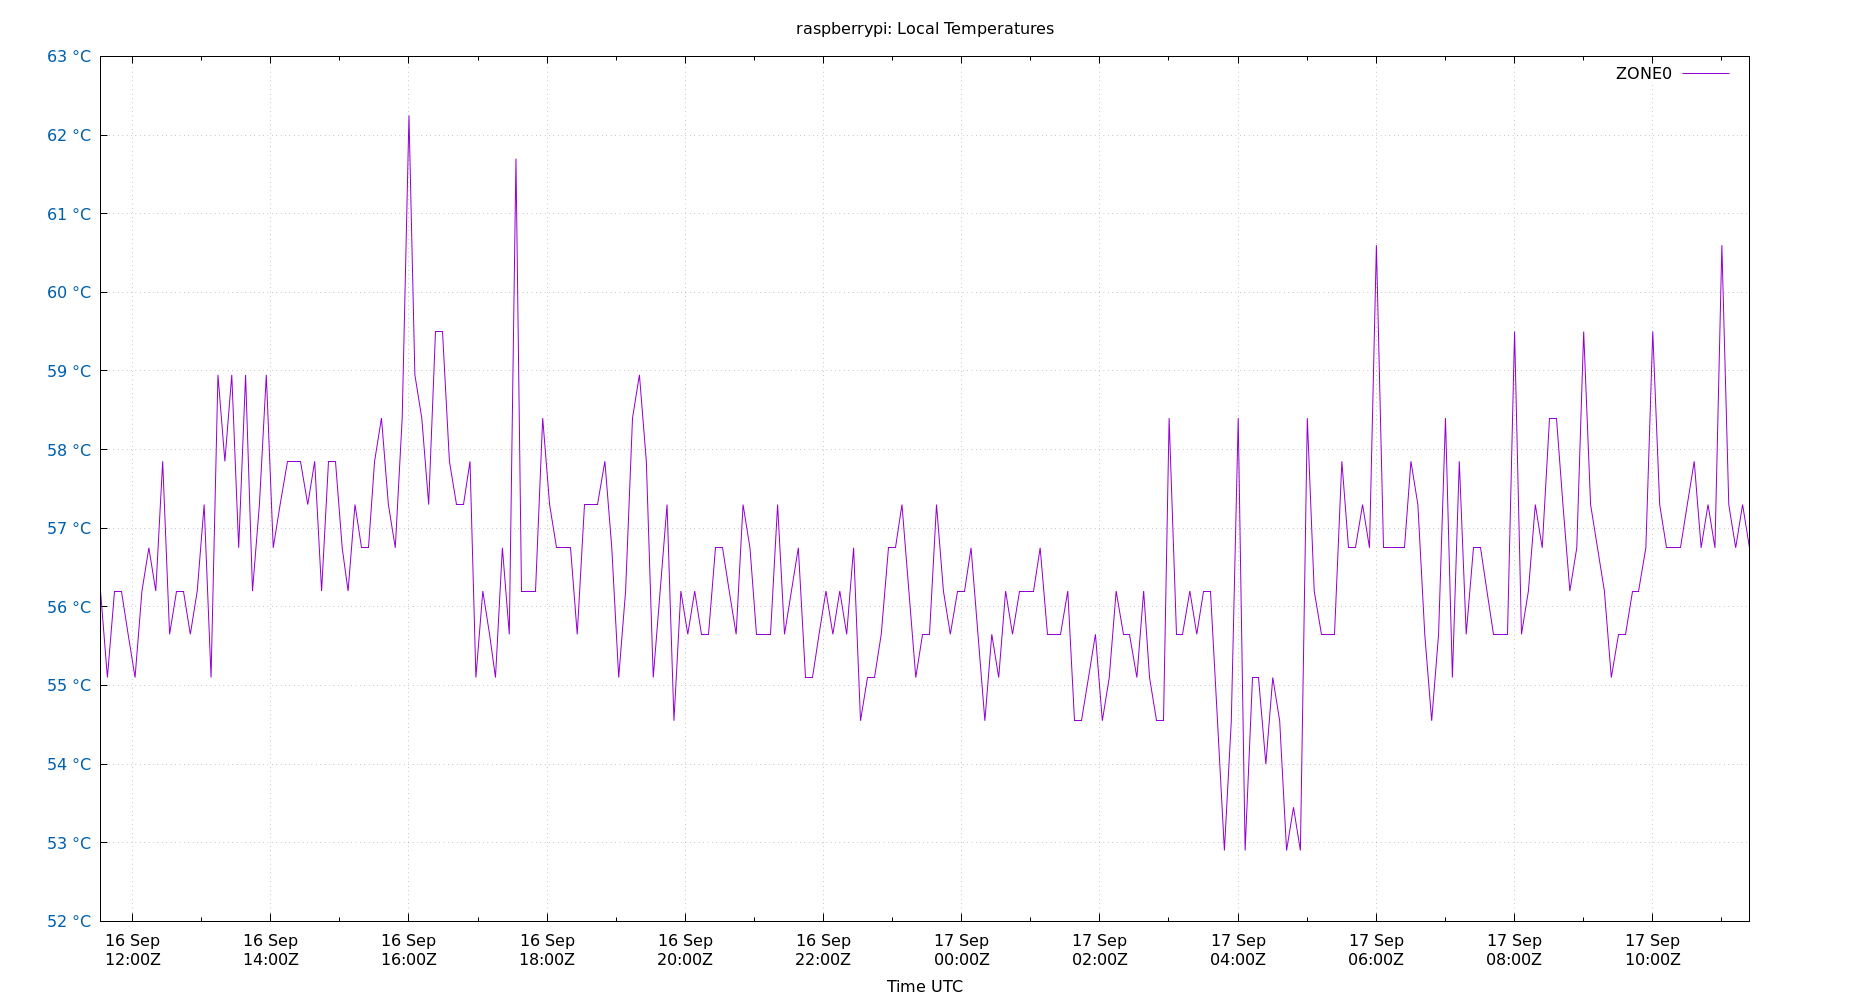 raspberrypi: Local Temperatures
63 °C
ZONE0
62 °C
61 °C
60 °C
59 °C
58 °C
57 °C
56 °C
55 °C
54 °C
53 °C
52 °C
16 Sep 16 Sep 16 Sep 16 Sep 16 Sep 16 Sep 17 Sep 17 Sep 17 Sep 17 Sep 17 Sep 17 Sep
12:00Z 14:00Z 16:00Z 18:00Z 20:00Z 22:00Z 00:00Z 02:00Z 04:00Z 06:00Z 08:00Z 10:00Z
Time UTC